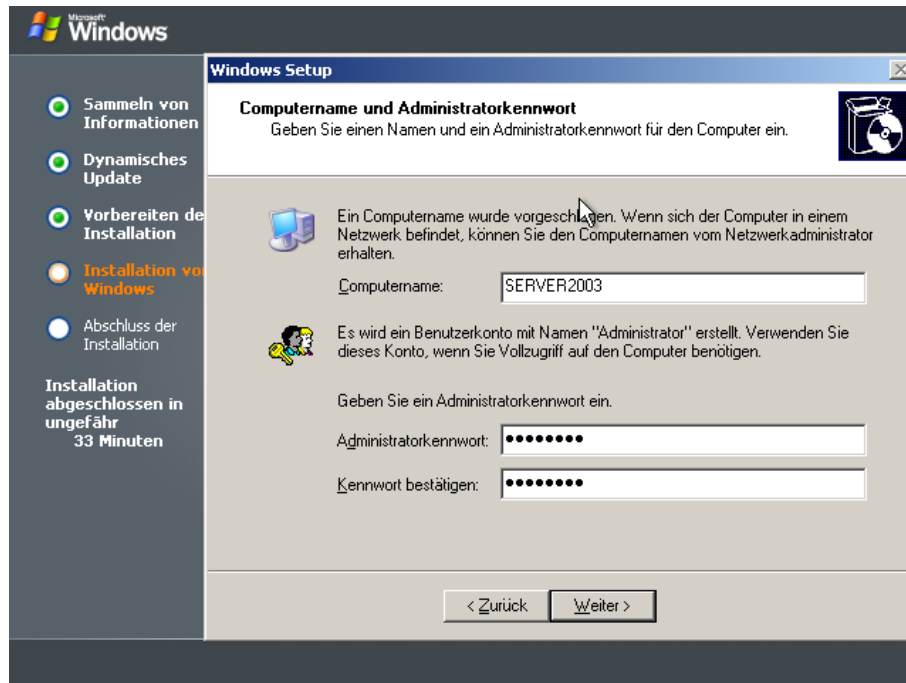 Microsoft
Windows
Sammeln von
Informationen
Dynamisches
Update
Vorbereiten de
Installation
Installation vo
Windows
Abschluss der
Installation
Installation
abgeschlossen in
ungefähr
33 Minuten
Windows Setup
Computername und Administratorkennwort
Geben Sie einen Namen und ein Administratorkennwort für den Computer ein.
Ein Computername wurde vorgeschlagen. Wenn sich der Computer in einem
Netzwerk befindet, können Sie den Computernamen vom Netzwerkadministrator
erhalten.
Computername: SERVER2003
Es wird ein Benutzerkonto mit Namen "Administrator" erstellt. Verwenden Sie
dieses Konto, wenn Sie Vollzugriff auf den Computer benötigen.
Geben Sie ein Administratorkennwort ein.
Administratorkennwort: ●●●●●●●●
Kennwort bestätigen: ●●●●●●●●
< Zurück Weiter >